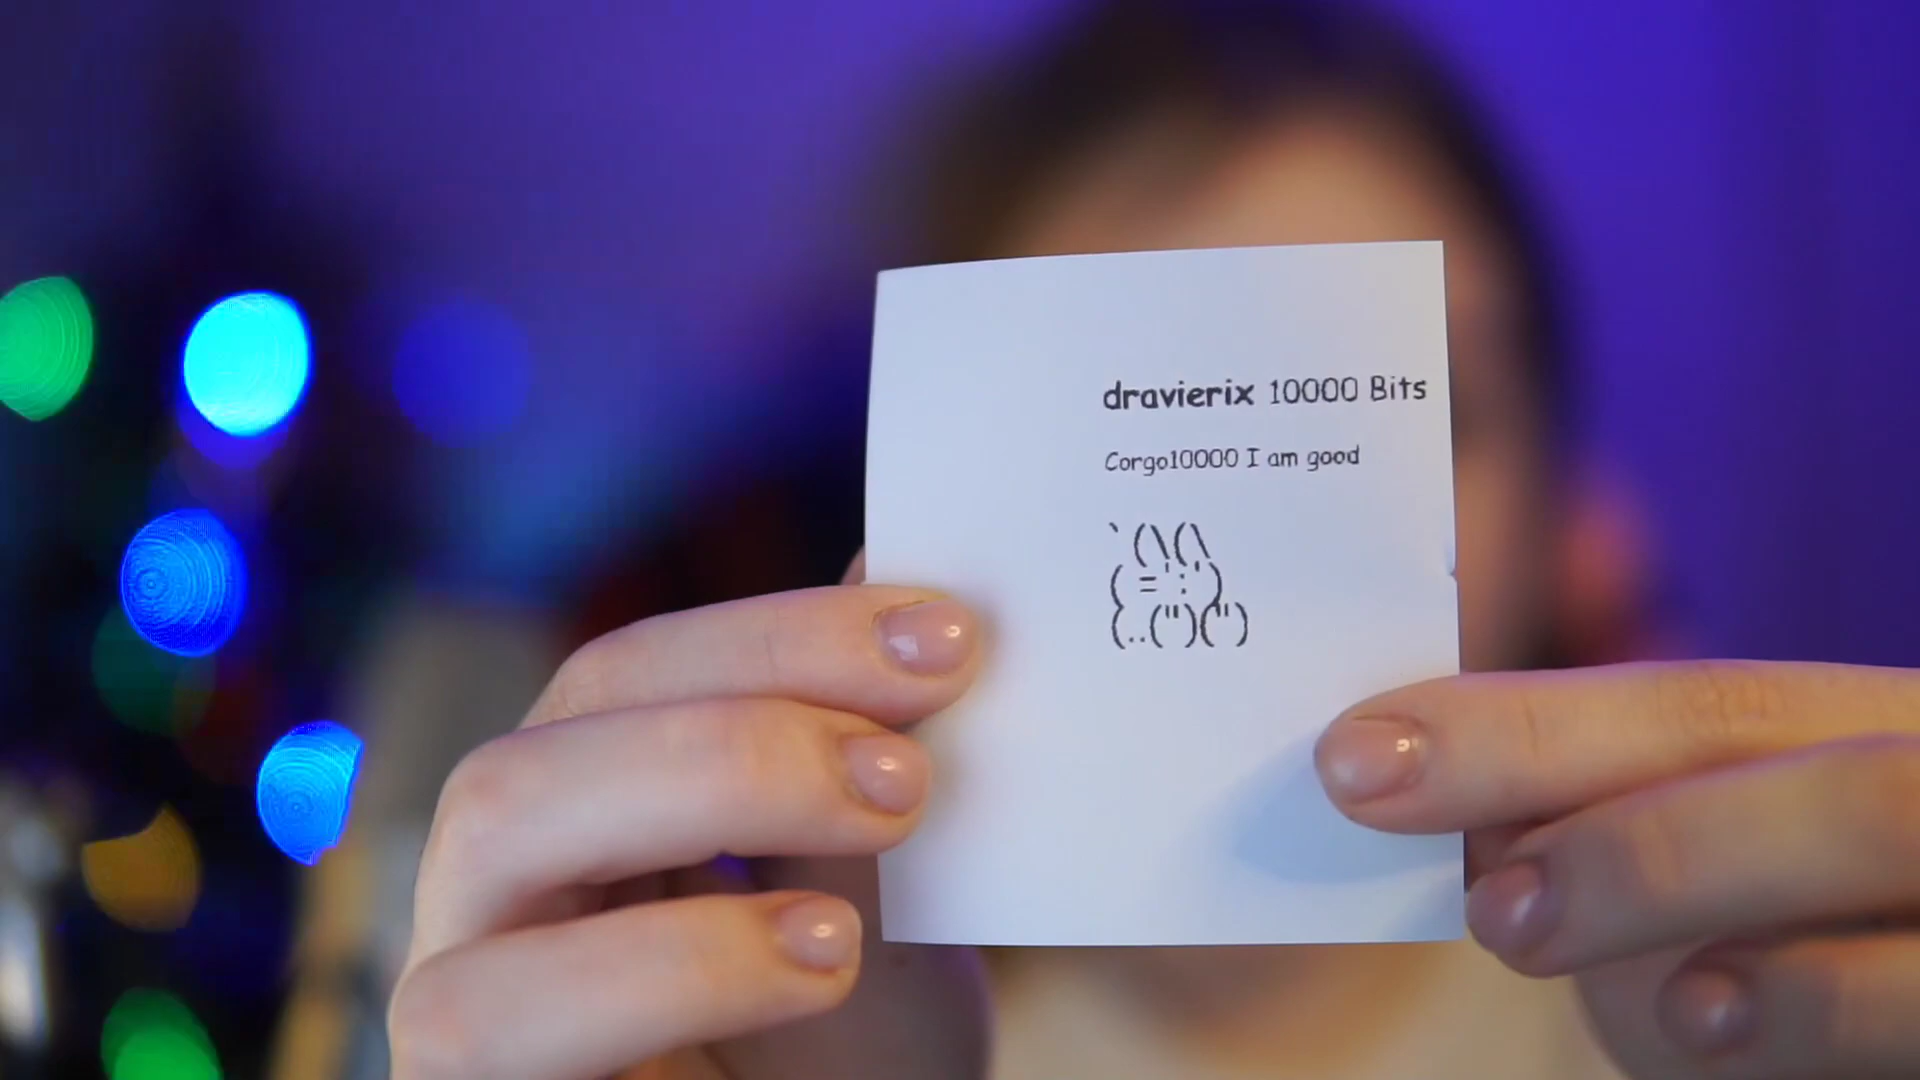 dravierix 10000 Bits
Corgo10000 I am good
` (\(\
( = ' : ')
(..(")(")